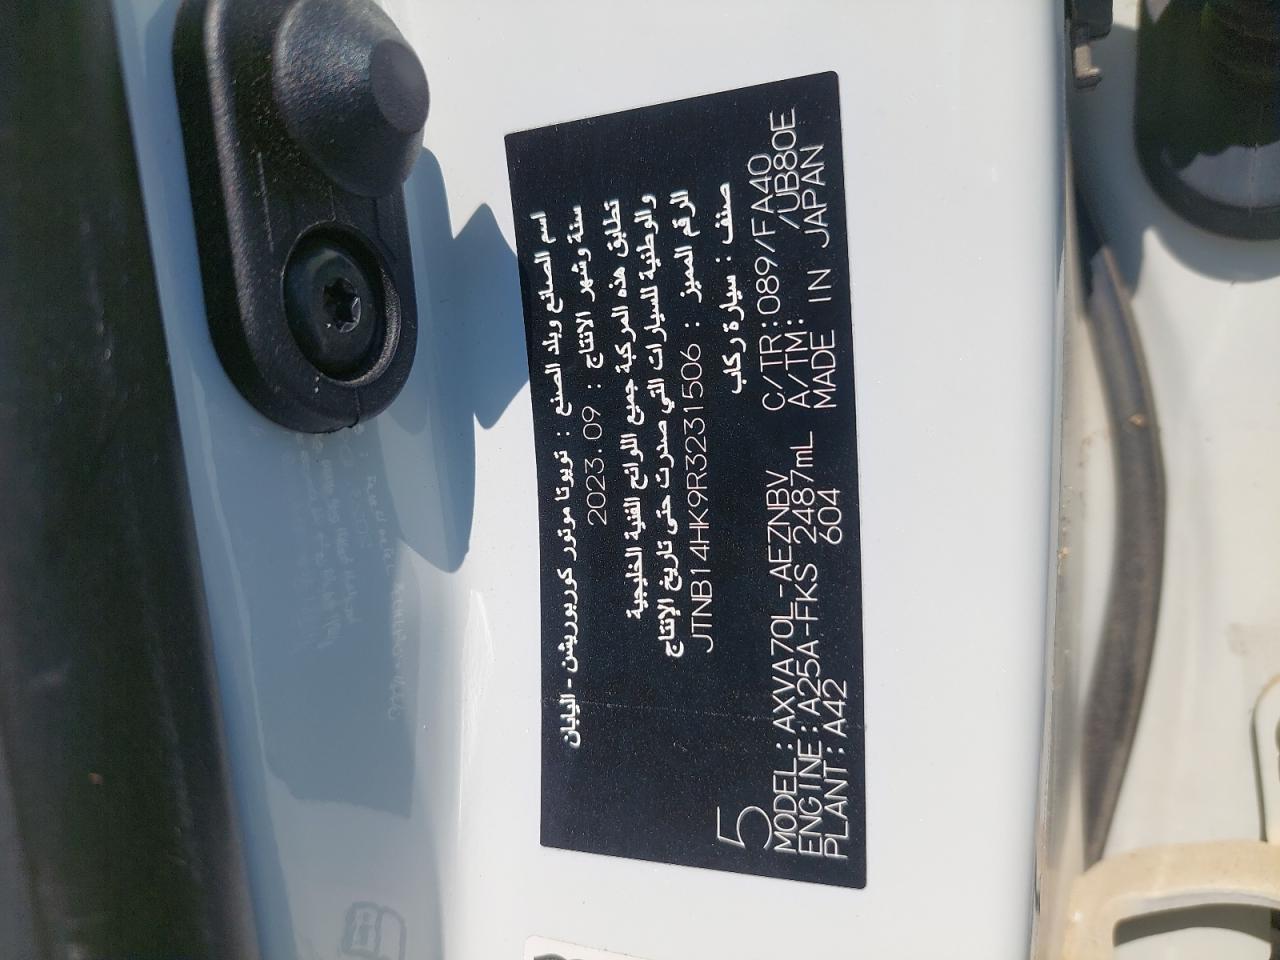 اسم الصانع وبلد الصنع : تويوتا موتور كوربوريشن - اليابان
سنة وشهر الانتاج : 2023.09
تطابق هذه المركبة جميع اللوائح الفنية الخليجية
والوطنية للسيارات التي صدرت حتى تاريخ الإنتاج
الرقم المميز : JTNB14HK9R3231506
صنف : سيارة ركاب
5
MODEL:AXVA70L-AEZNBV C/TR:089/FA40
ENGINE:A25A-FKS 2487mL A/TM: /UB80E
PLANT:A42 604 MADE IN JAPAN